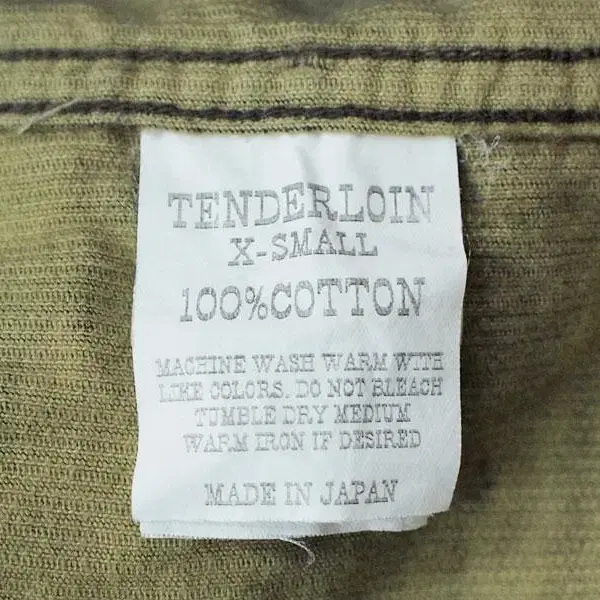 TENDERLOIN
X-SMALL
100%COTTON
MACHINE WASH WARM WITH
LIKE COLORS. DO NOT BLEACH
TUMBLE DRY MEDIUM
WARM IRON IF DESIRED
MADE IN JAPAN